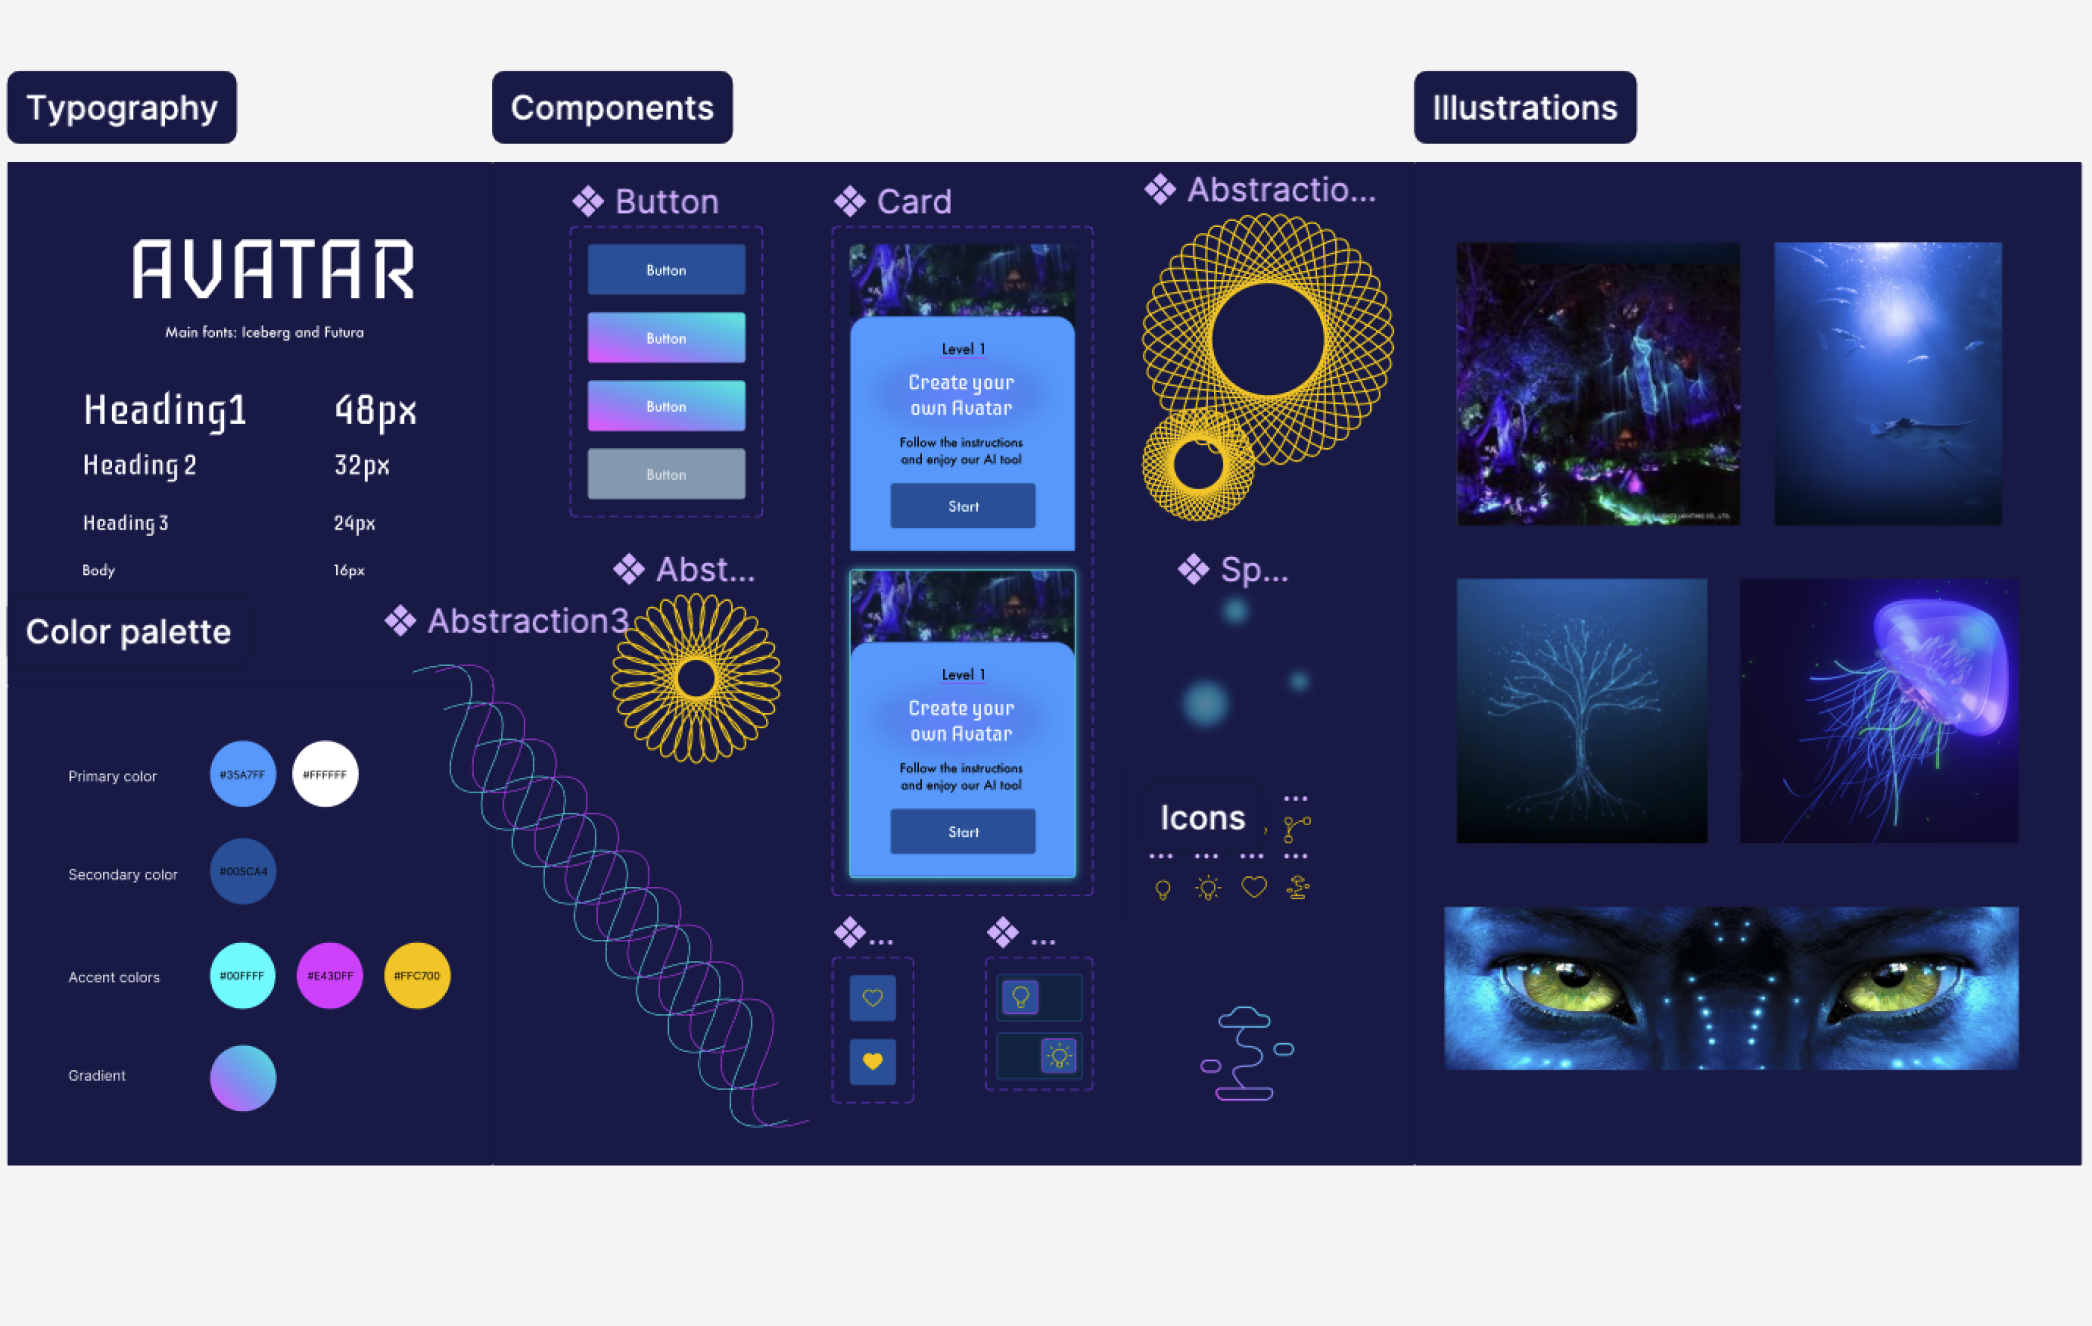 Typography
AVATAR
Main fonts: Iceberg and Futura
Heading1 48px
Heading 2 32px
Heading 3 24px
Body 16px
Color palette
Primary color #35A7FF #FFFFFF
Secondary color #005CA4
Accent colors #00FFFF #E43DFF #FFC700
Gradient
Components
Button
Button
Button
Button
Button
Abst...
Abstraction3
Card
Level 1
Create your
own Avatar
Follow the instructions
and enjoy our AI tool
Start
Level 1
Create your
own Avatar
Follow the instructions
and enjoy our AI tool
Start
...
...
Abstractio...
Sp...
Icons
...
... ... ... ...
Illustrations